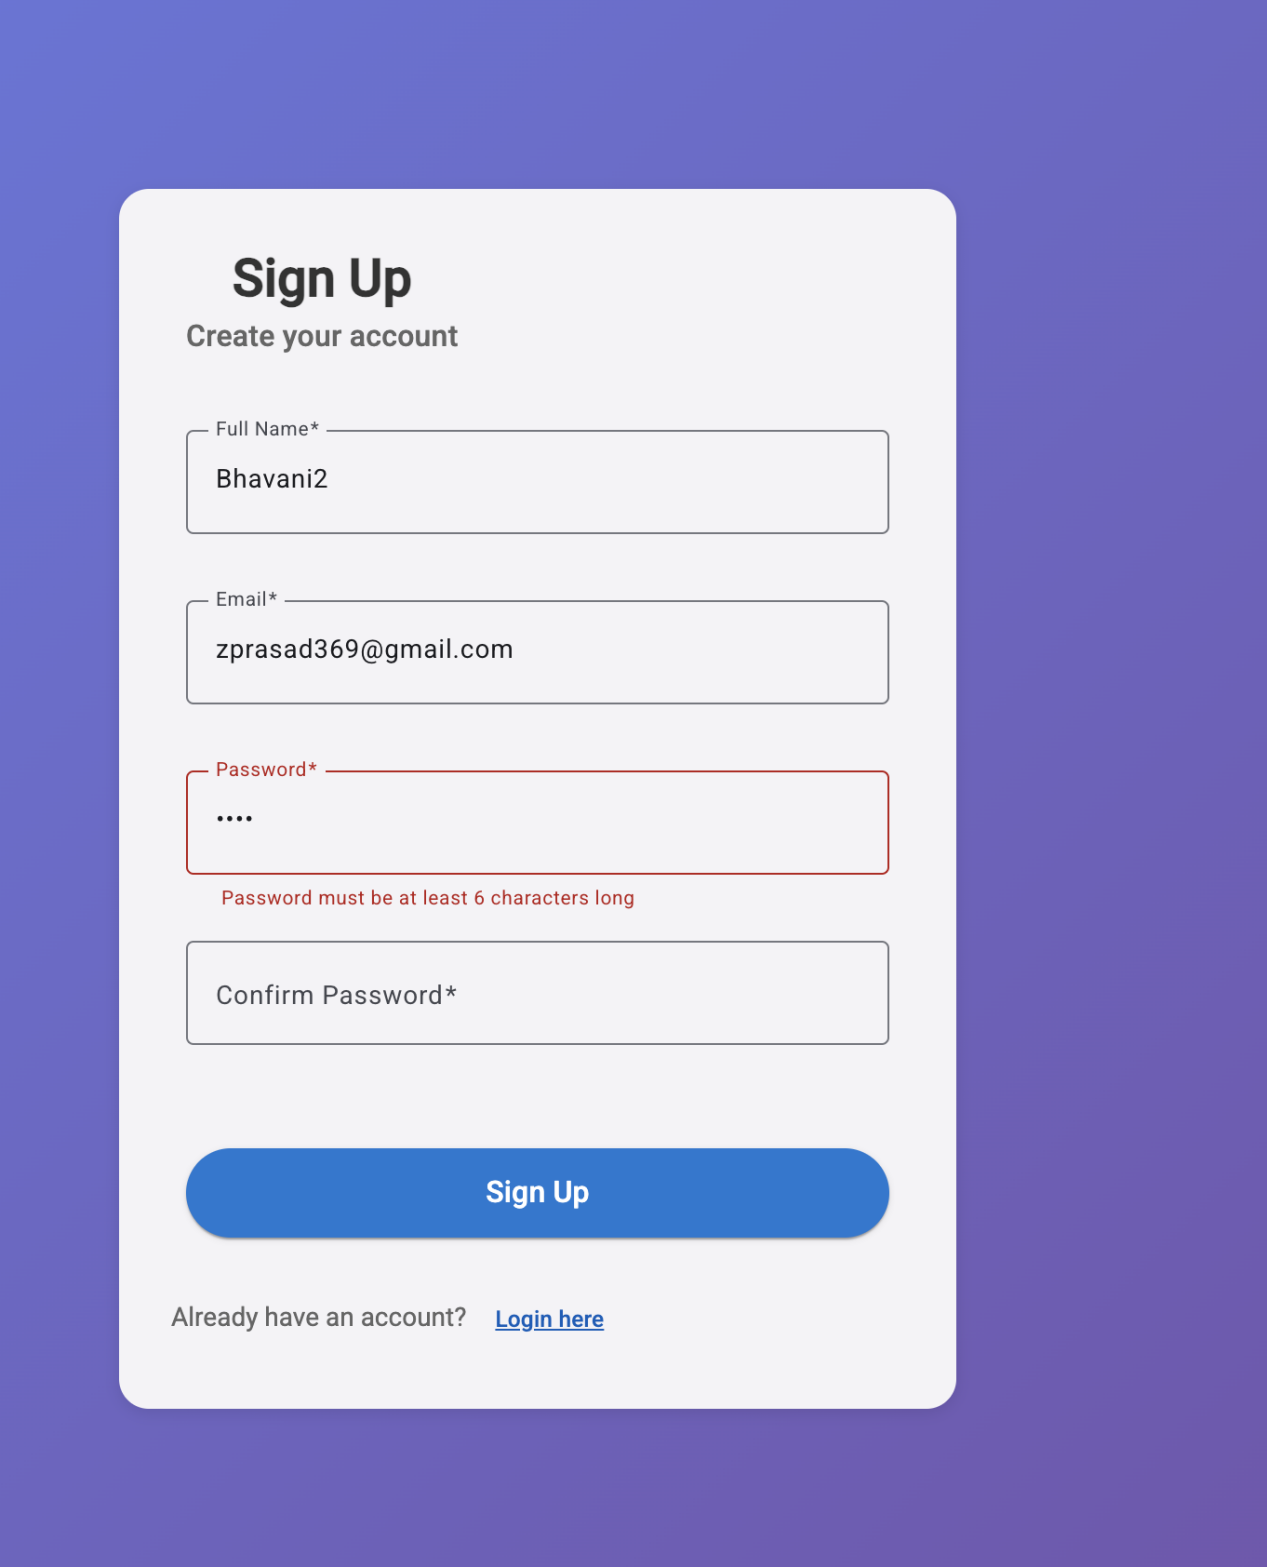 Sign Up
Create your account
Full Name*
Bhavani2
Email*
zprasad369@gmail.com
Password*
••••
Password must be at least 6 characters long
Confirm Password*
Sign Up
Already have an account? Login here